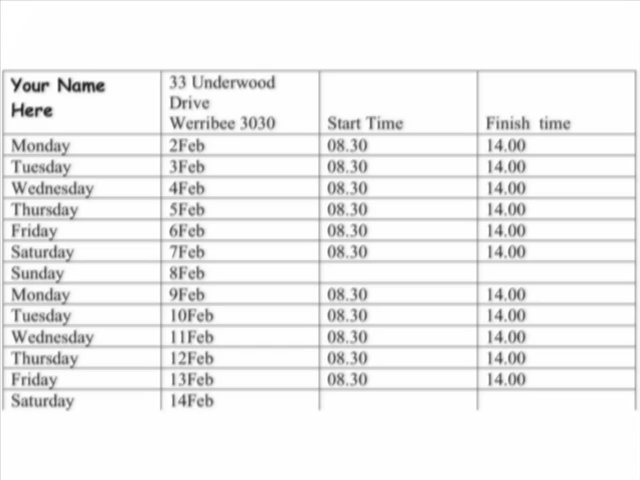 Your Name
Here
33 Underwood
Drive
Werribee 3030
Start Time
Finish time
Monday 2Feb 08.30 14.00
Tuesday 3Feb 08.30 14.00
Wednesday 4Feb 08.30 14.00
Thursday 5Feb 08.30 14.00
Friday 6Feb 08.30 14.00
Saturday 7Feb 08.30 14.00
Sunday 8Feb
Monday 9Feb 08.30 14.00
Tuesday 10Feb 08.30 14.00
Wednesday 11Feb 08.30 14.00
Thursday 12Feb 08.30 14.00
Friday 13Feb 08.30 14.00
Saturday 14Feb